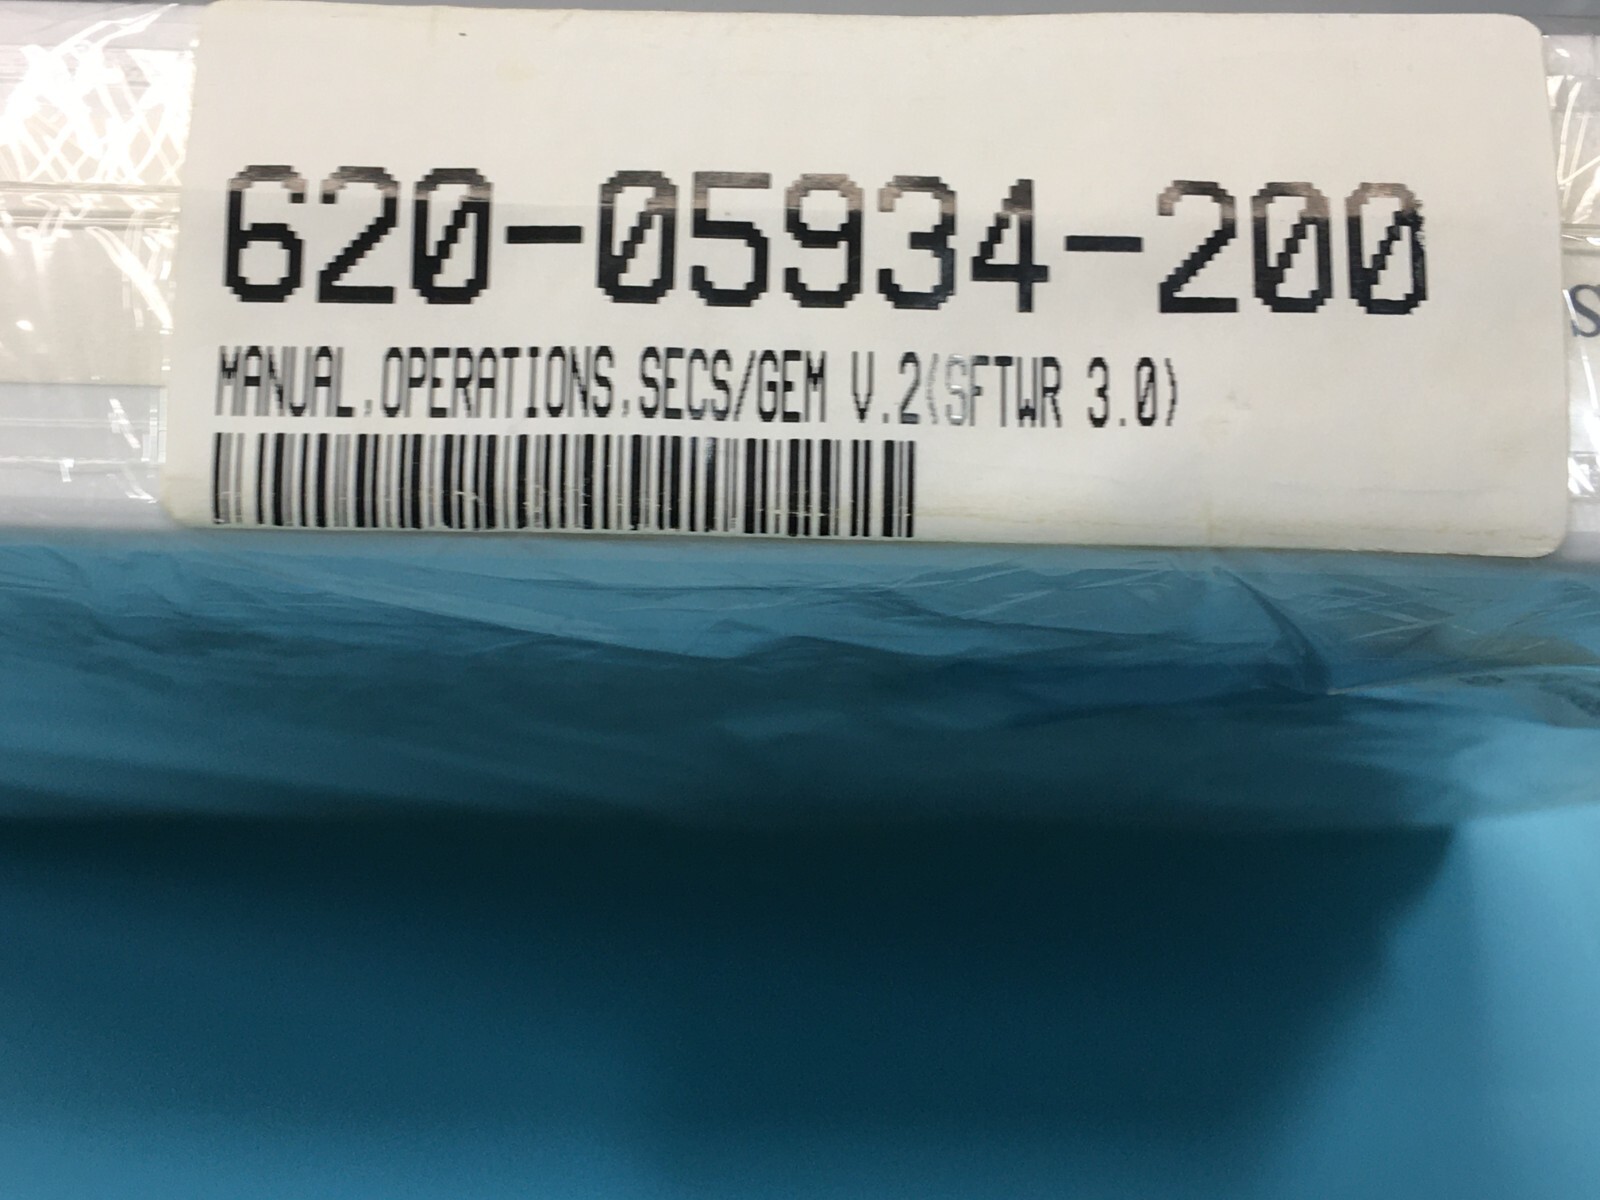 620-05934-200
MANUAL,OPERATIONS,SECS/GEM V.2(SFTWR 3.0)
S